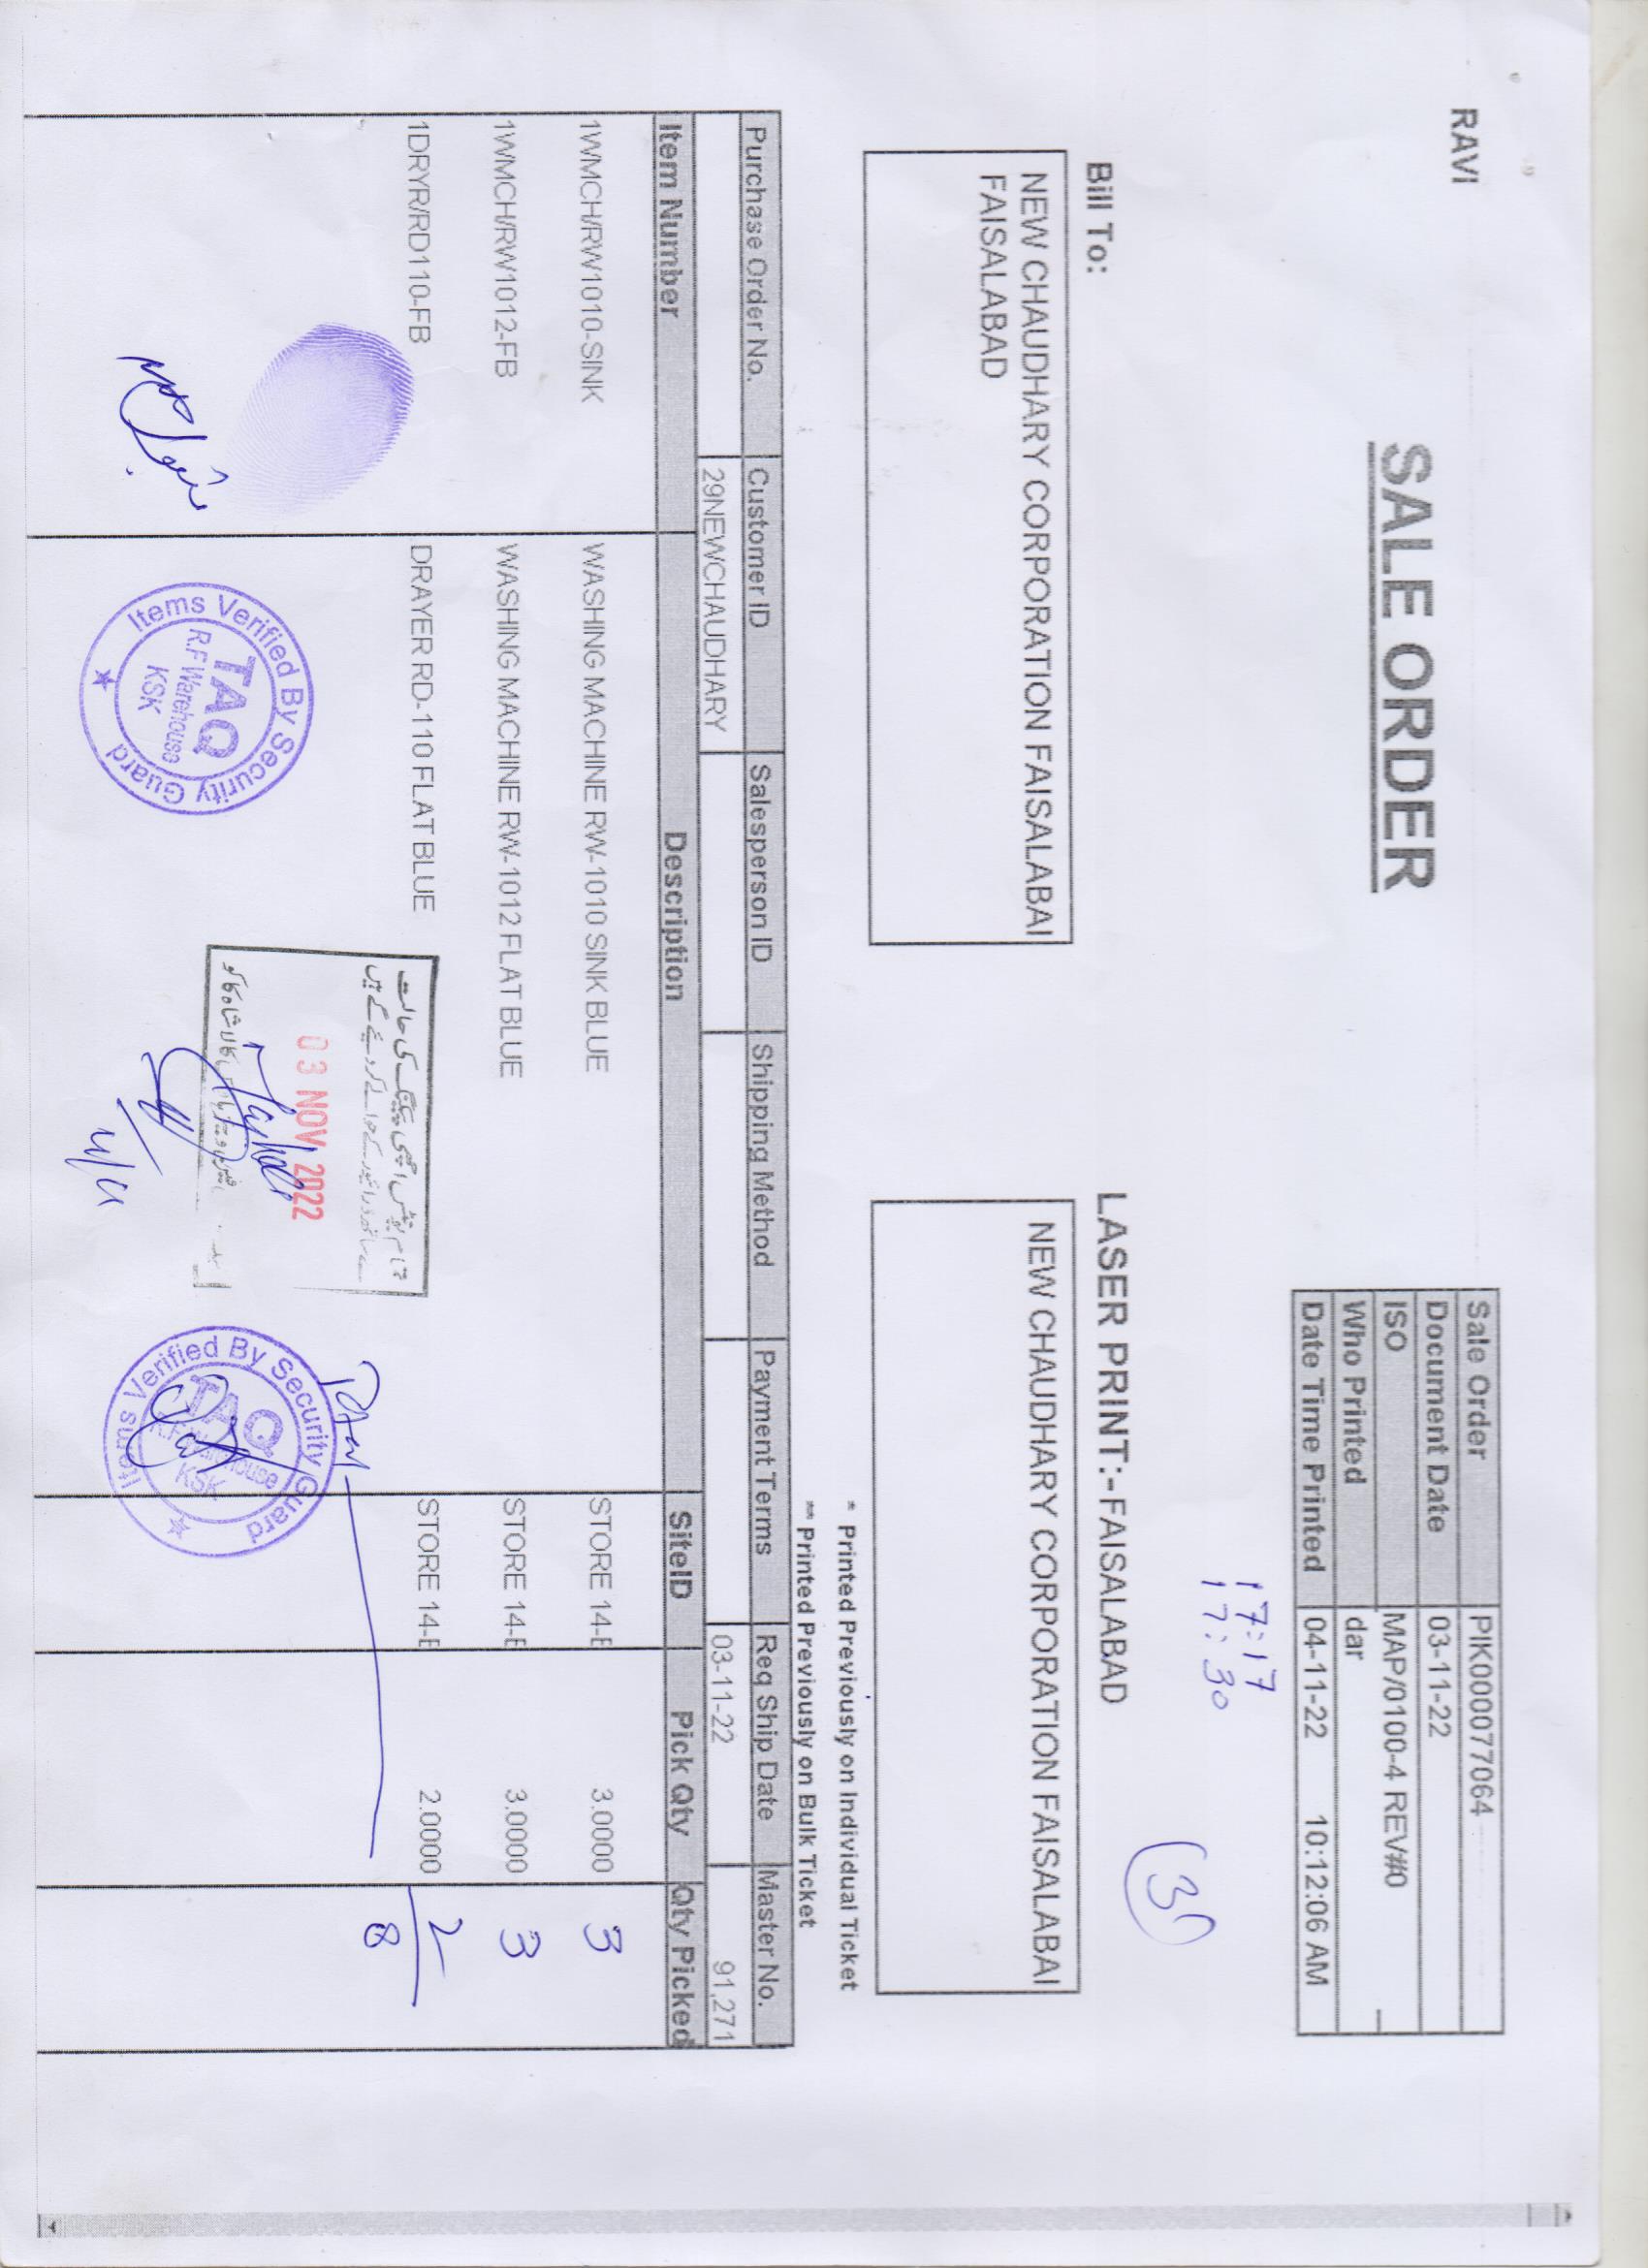 RAVI
SALE ORDER
Sale Order PIK000077064
Document Date 03-11-22
ISO MAP/0100-4 REV#0
Who Printed dar
Date Time Printed 04-11-22 10:12:06 AM
17:17
17:30
3
Bill To:
NEW CHAUDHARY CORPORATION FAISALABAI
FAISALABAD
LASER PRINT:-FAISALABAD
NEW CHAUDHARY CORPORATION FAISALABAI
* Printed Previously on Individual Ticket
** Printed Previously on Bulk Ticket
Purchase Order No. Customer ID Salesperson ID Shipping Method Payment Terms Req Ship Date Master No.
29NEWCHAUDHARY 03-11-22 91,271
Item Number Description SiteID Pick Qty Qty Picked
1WMCH/RW1010-SINK WASHING MACHINE RW-1010 SINK BLUE STORE 14-E 3.0000 3
1WMCH/RW1012-FB WASHING MACHINE RW-1012 FLAT BLUE STORE 14-E 3.0000 3
1DRYR/RD110-FB DRAYER RD-110 FLAT BLUE STORE 14-E 2.0000 2
8
تمام یونٹس اچھی پیکنگ کی حالت
سے ساتھ ڈرائیور کے حوالے کر دئیے گے ہیں
03 NOV 2022
کالا شاہ کاکو
Items Verified By Security Guard
TAQ
R.F Warehouse
KSK
Items Verified By Security Guard
TAQ
R.F Warehouse
KSK